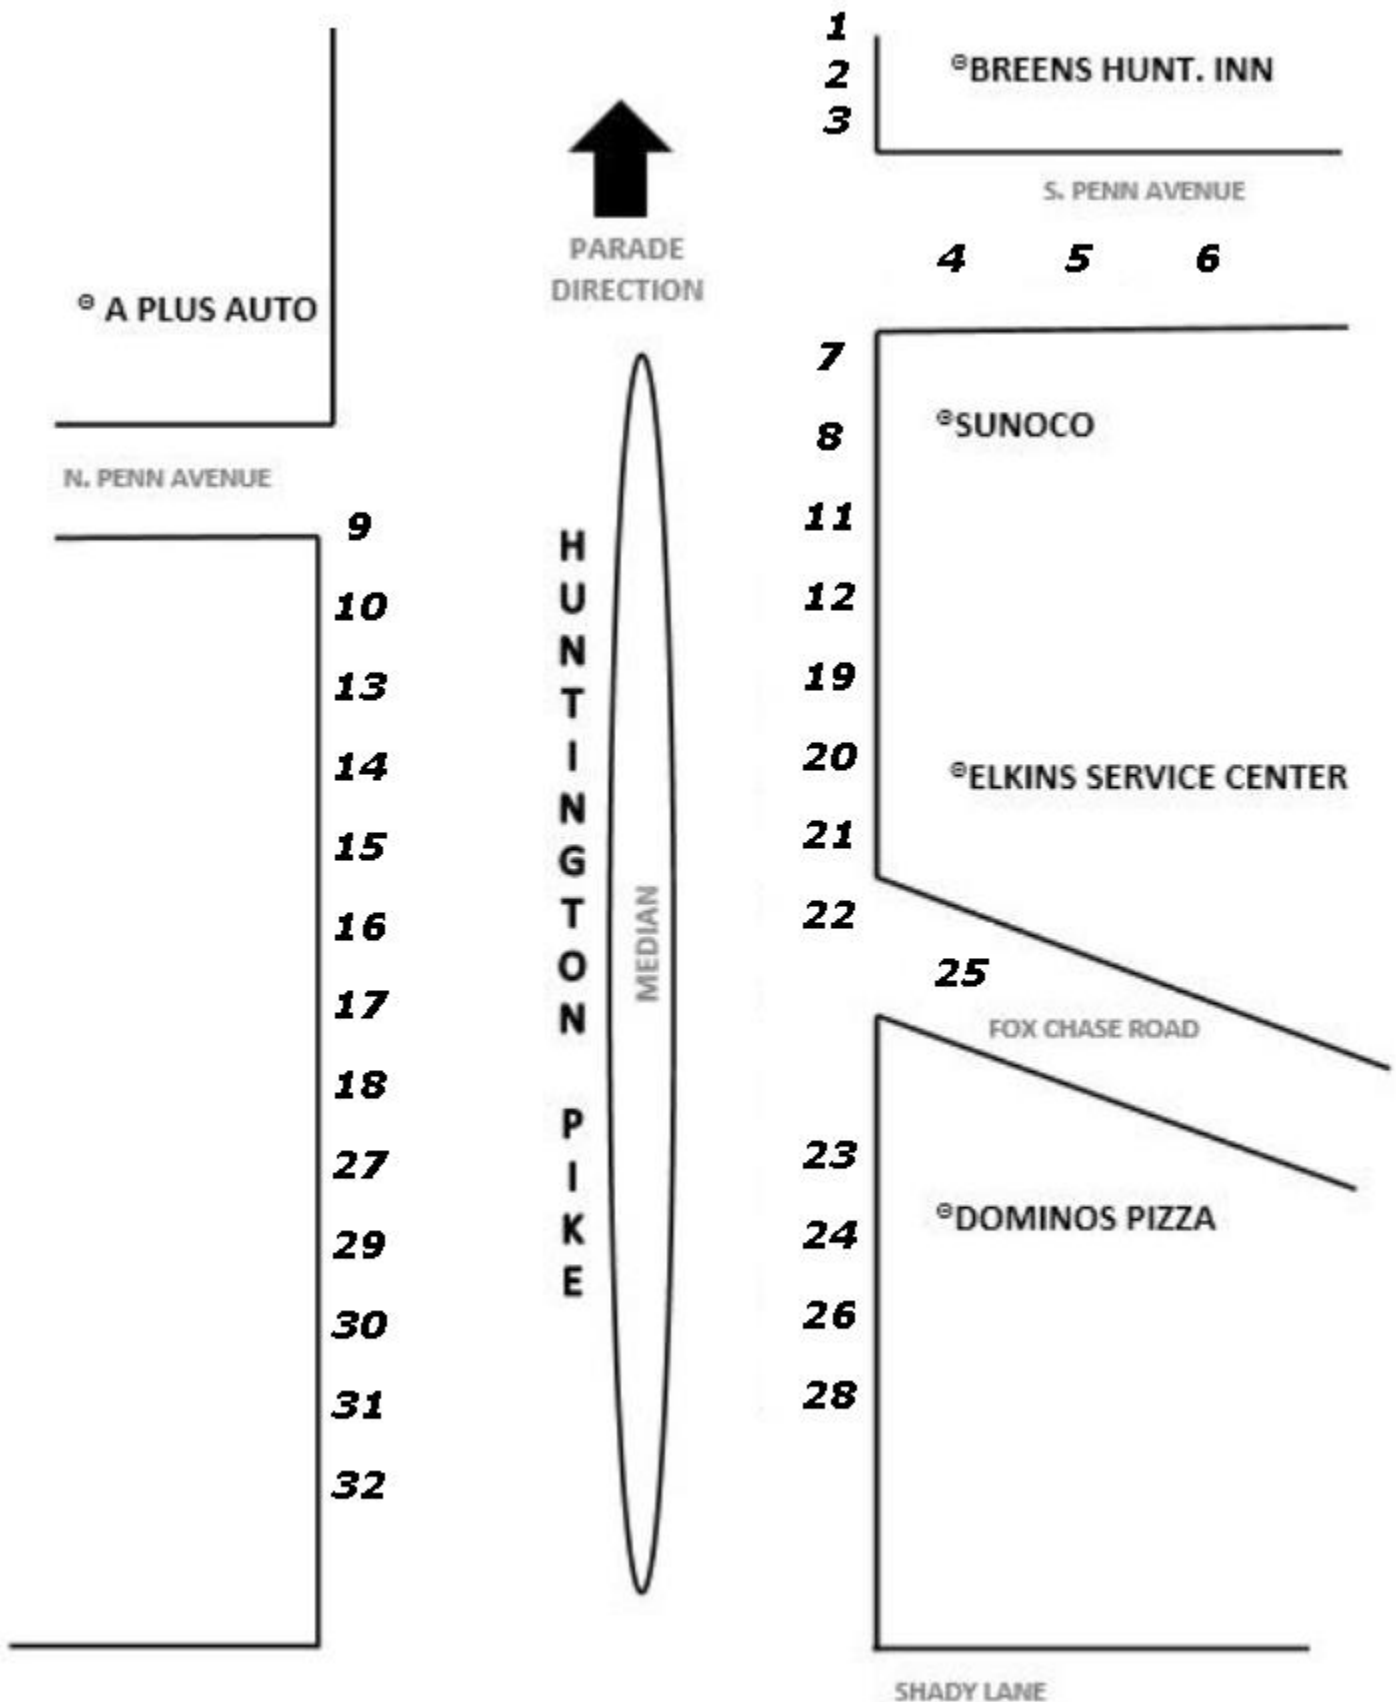 1
2
3
⊖BREENS HUNT. INN
S. PENN AVENUE
4 5 6
PARADE
DIRECTION
⊖ A PLUS AUTO
N. PENN AVENUE
9
10
13
14
15
16
17
18
27
29
30
31
32
HUNTINGTON PIKE
MEDIAN
7
8
11
12
19
20
21
22
⊖SUNOCO
⊖ELKINS SERVICE CENTER
25
FOX CHASE ROAD
23
24
26
28
⊖DOMINOS PIZZA
SHADY LANE